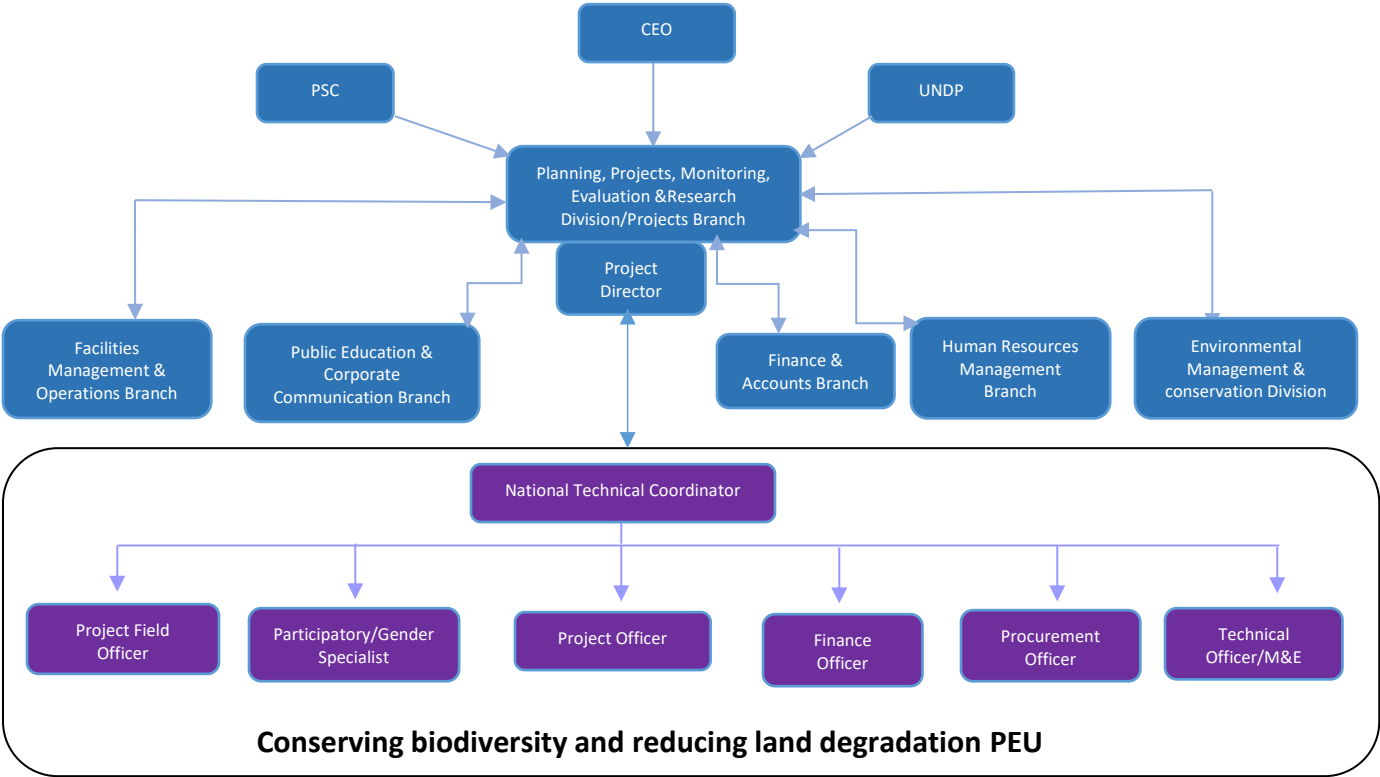 CEO
PSC
UNDP
Planning, Projects, Monitoring,
Evaluation &Research
Division/Projects Branch
Project
Director
Facilities
Management &
Operations Branch
Public Education &
Corporate
Communication Branch
Finance &
Accounts Branch
Human Resources
Management
Branch
Environmental
Management &
conservation Division
National Technical Coordinator
Project Field
Officer
Participatory/Gender
Specialist
Project Officer
Finance
Officer
Procurement
Officer
Technical
Officer/M&E
Conserving biodiversity and reducing land degradation PEU